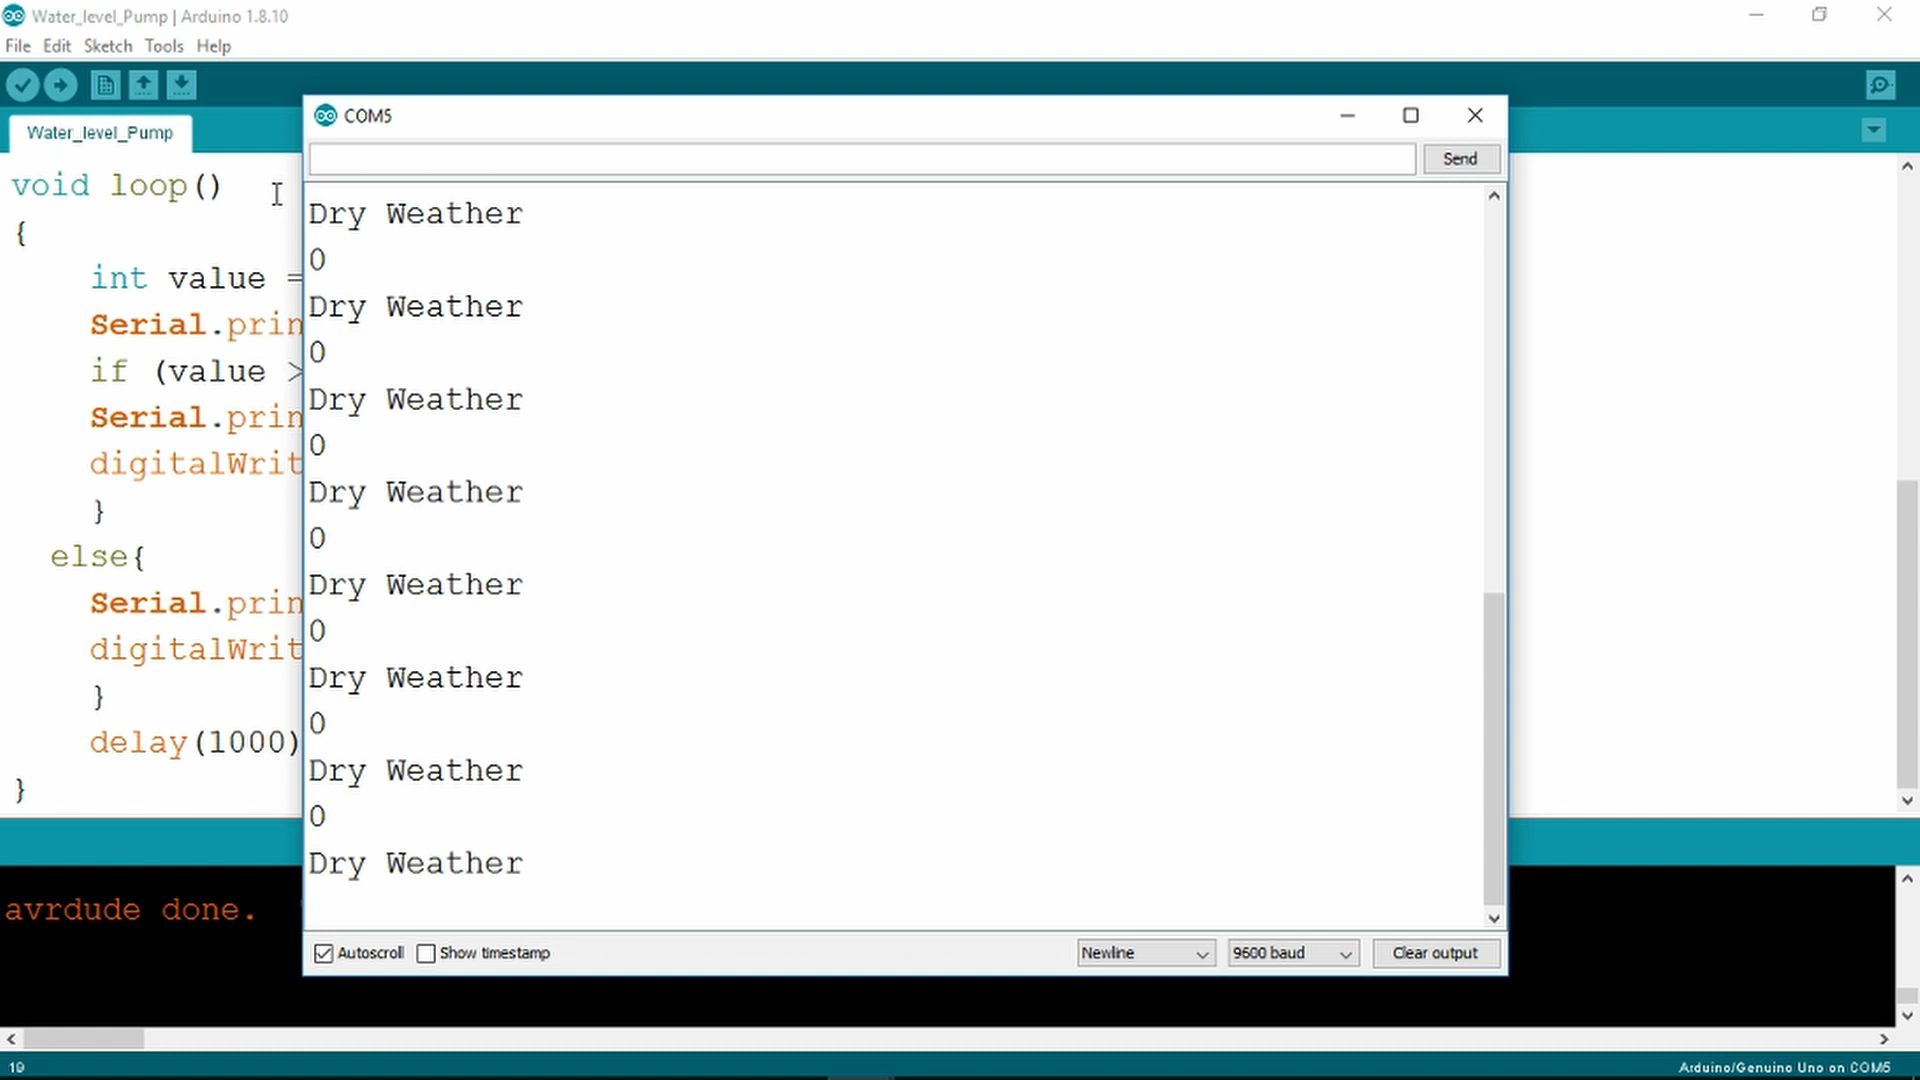 Water_level_Pump | Arduino 1.8.10
File Edit Sketch Tools Help
Water_level_Pump
void loop()
{
int value =
Serial.prin
if (value >
Serial.prin
digitalWrit
}
else{
Serial.prin
digitalWrit
}
delay(1000)
}
COM5
Send
Dry Weather
0
Dry Weather
0
Dry Weather
0
Dry Weather
0
Dry Weather
0
Dry Weather
0
Dry Weather
0
Dry Weather
Autoscroll Show timestamp Newline 9600 baud Clear output
avrdude done.
19 Arduino/Genuino Uno on COM5